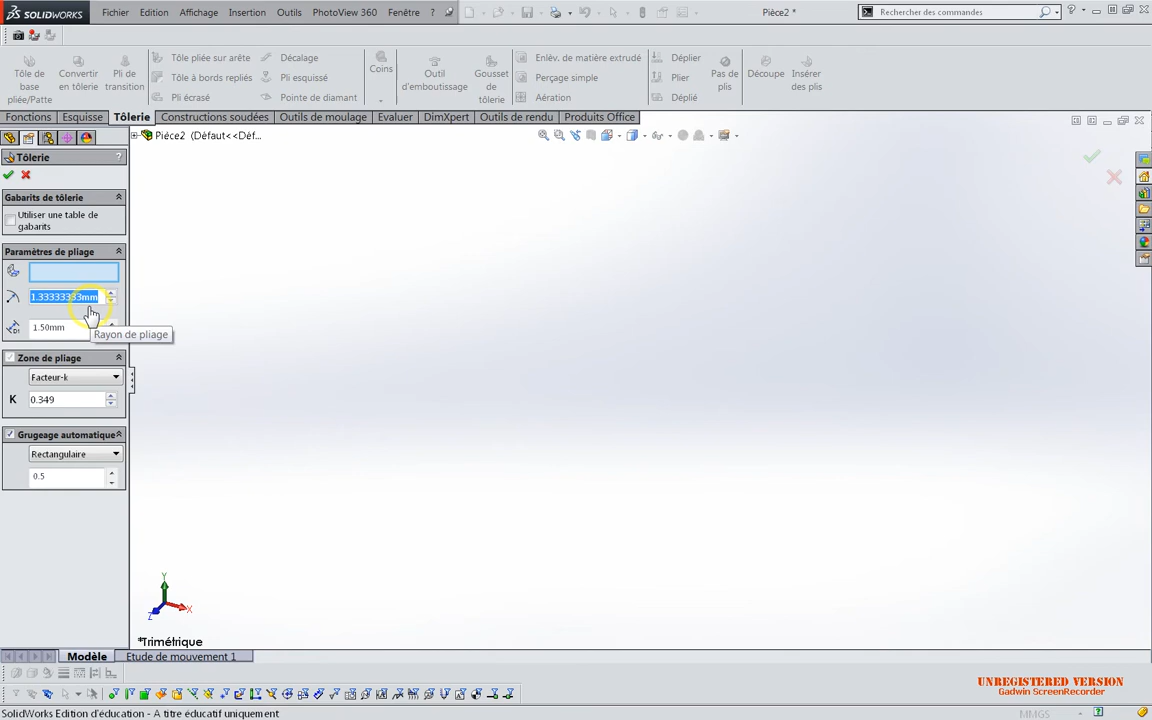 SOLIDWORKS Fichier Edition Affichage Insertion Outils PhotoView 360 Fenêtre ? Pièce2 * Rechercher des commandes
Tôle de base pliée/Patte
Convertir en tôlerie
Pli de transition
Tôle pliée sur arête
Tôle à bords repliés
Pli écrasé
Décalage
Pli esquissé
Pointe de diamant
Coins
Outil d'emboutissage
Gousset de tôlerie
Enlèv. de matière extrudé
Perçage simple
Aération
Déplier
Plier
Déplié
Pas de plis
Découpe
Insérer des plis
Fonctions Esquisse Tôlerie Constructions soudées Outils de moulage Evaluer DimXpert Outils de rendu Produits Office
Pièce2 (Défaut<<Déf...
Tôlerie ?
Gabarits de tôlerie
Utiliser une table de
gabarits
Paramètres de pliage
1.33333333mm
1.50mm
Rayon de pliage
Zone de pliage
Facteur-k
K 0.349
Grugeage automatique
Rectangulaire
0.5
Y
X
Z
*Trimétrique
Modèle Etude de mouvement 1
UNREGISTERED VERSION
Gadwin ScreenRecorder
SolidWorks Edition d'éducation - A titre éducatif uniquement MMGS